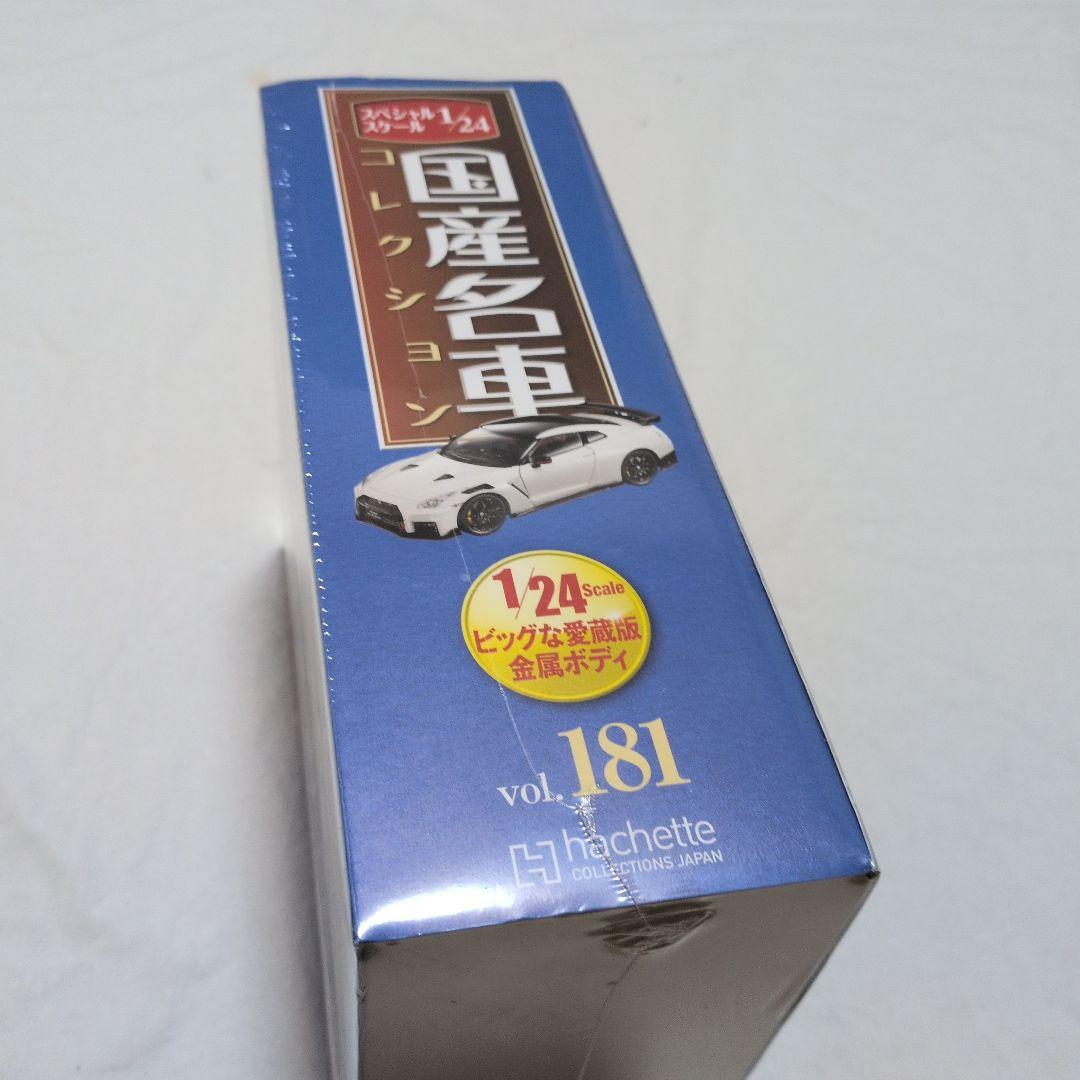 スペシャル
スケール 1/24
国産名車
コレクション
1/24 Scale
ビッグな愛蔵版
金属ボディ
vol. 181
hachette
COLLECTIONS JAPAN